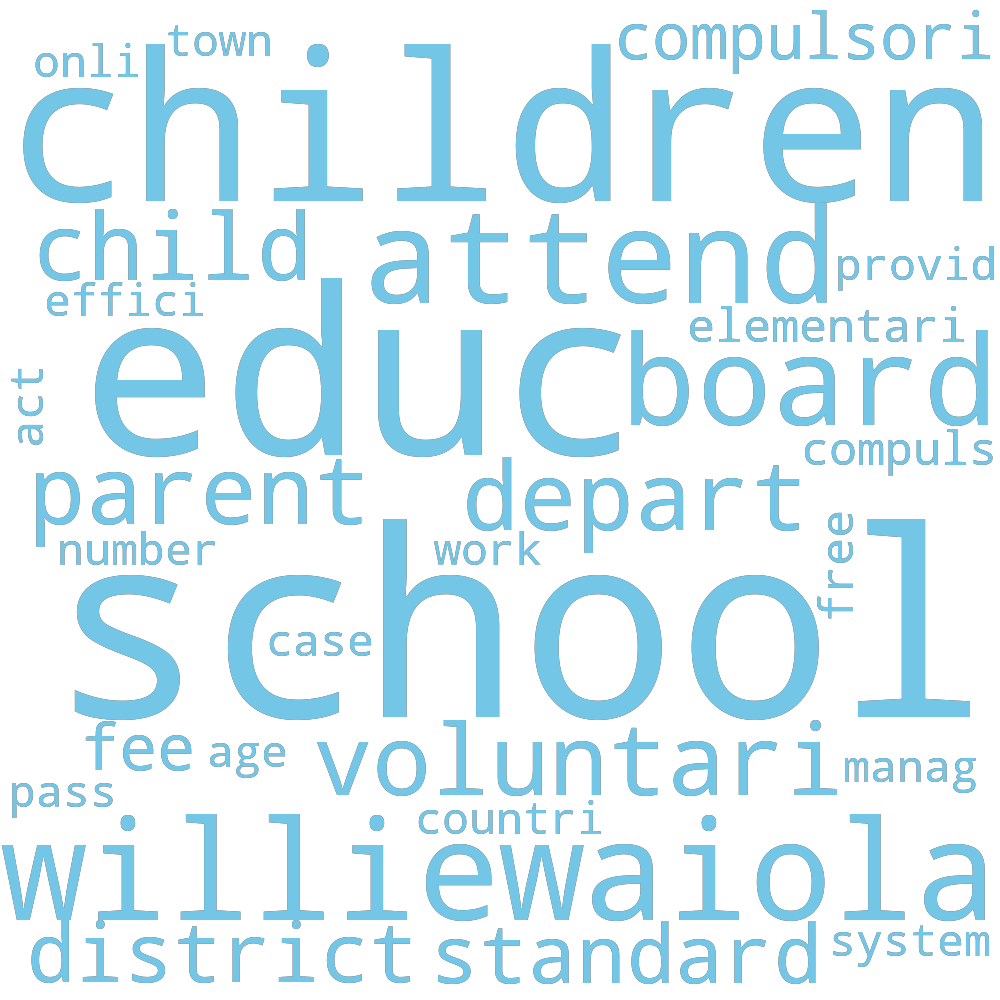 town
compulsori
onli
children
child
attend
provid
effici
elementari
educ
board
act
compuls
parent
depart
number
work
free
school
case
fee
age
voluntari
manag
pass
countri
williewaiola
district
standard
system